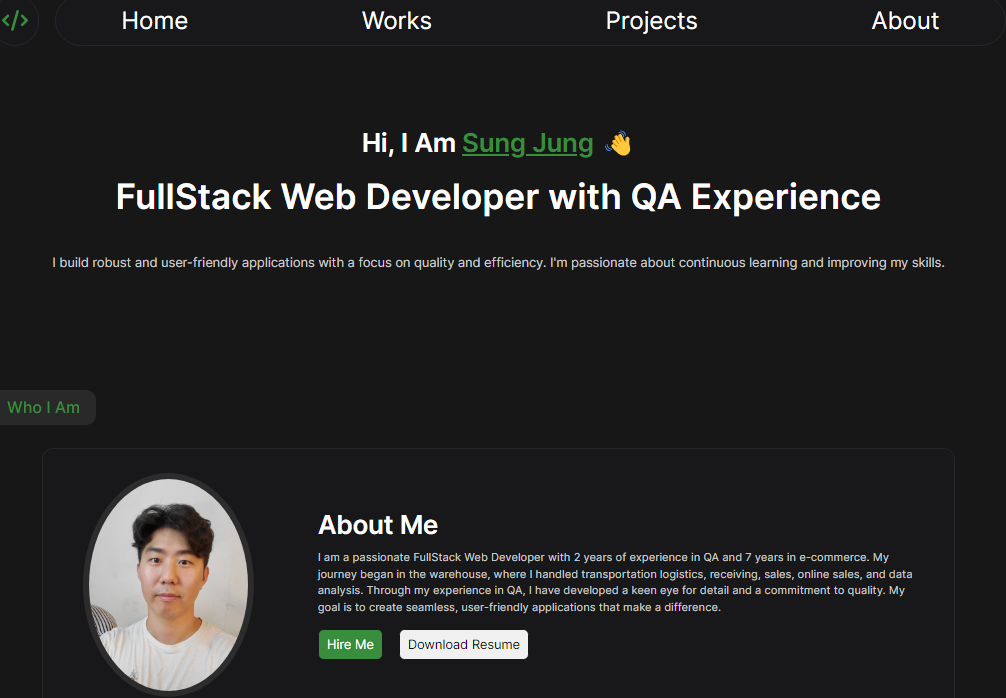 </>
Home Works Projects About
Hi, I Am Sung Jung 👋
FullStack Web Developer with QA Experience
I build robust and user-friendly applications with a focus on quality and efficiency. I'm passionate about continuous learning and improving my skills.
Who I Am
About Me
I am a passionate FullStack Web Developer with 2 years of experience in QA and 7 years in e-commerce. My
journey began in the warehouse, where I handled transportation logistics, receiving, sales, online sales, and data
analysis. Through my experience in QA, I have developed a keen eye for detail and a commitment to quality. My
goal is to create seamless, user-friendly applications that make a difference.
Hire Me Download Resume